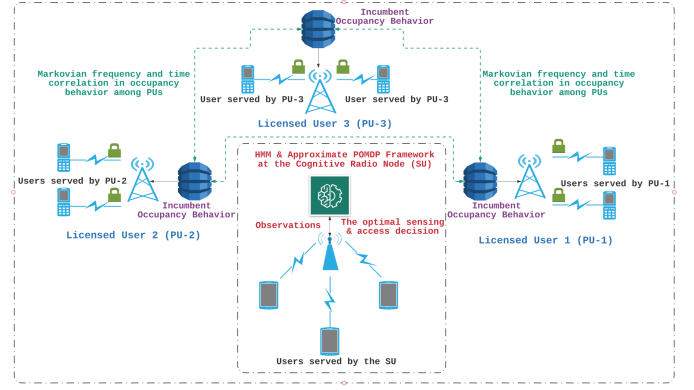 Incumbent
Occupancy Behavior
Markovian frequency and time
correlation in occupancy
behavior among PUs
Markovian frequency and time
correlation in occupancy
behavior among PUs
User served by PU-3
User served by PU-3
Licensed User 3 (PU-3)
HMM & Approximate POMDP Framework
at the Cognitive Radio Node (SU)
Users served by PU-2
Incumbent
Occupancy Behavior
Licensed User 2 (PU-2)
Users served by PU-1
Incumbent
Occupancy Behavior
Licensed User 1 (PU-1)
Observations
The optimal sensing
& access decision
Users served by the SU